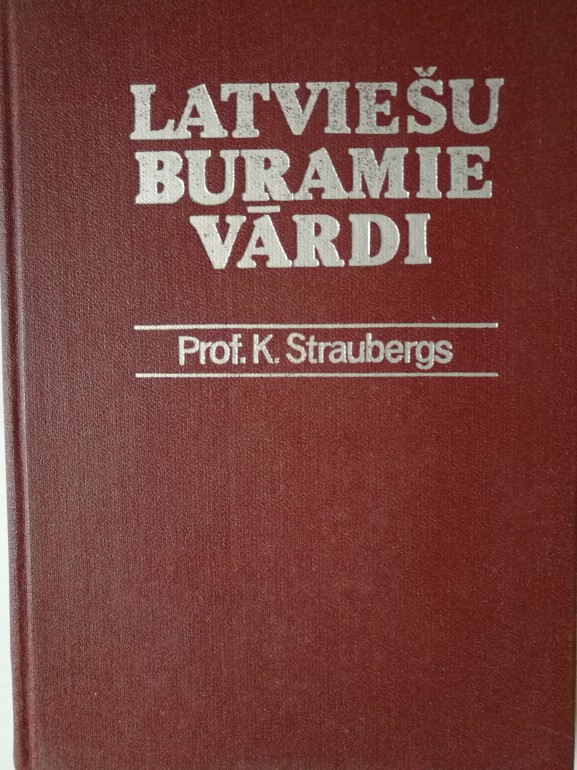 LATVIEŠU
BURAMIE
VĀRDI
Prof. K. Straubergs